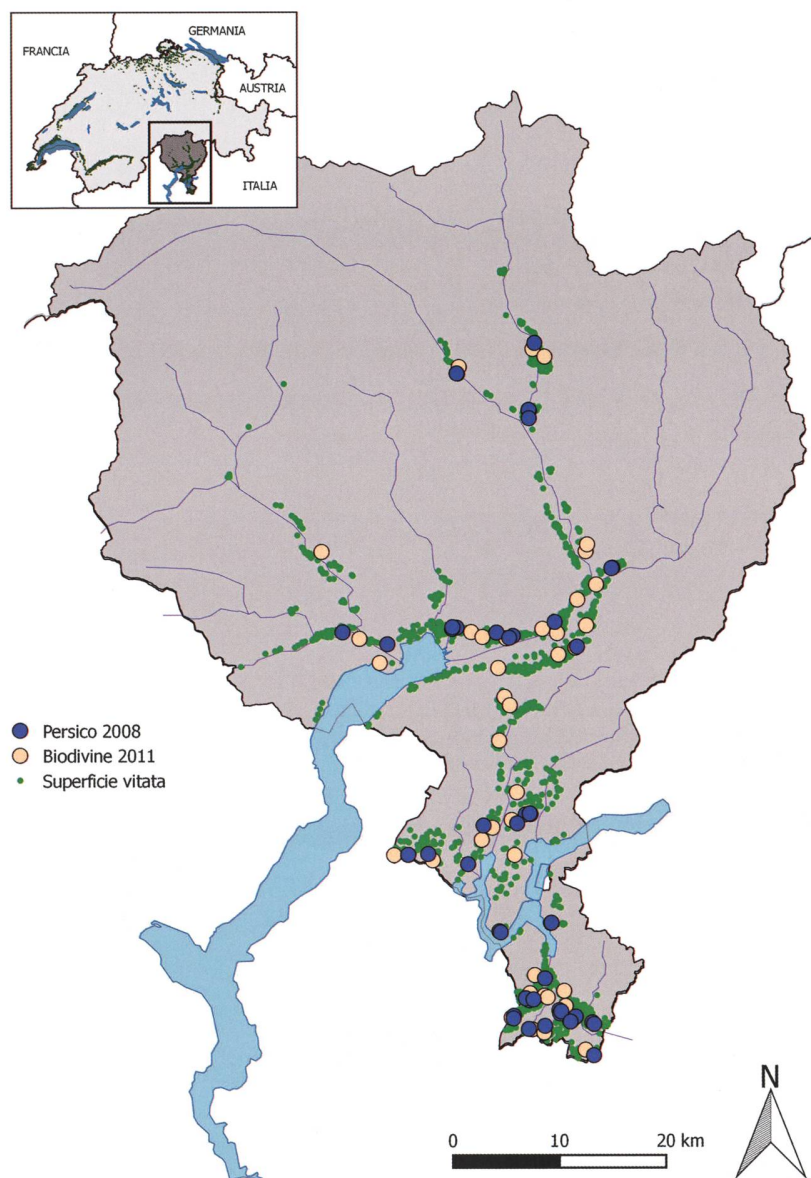 GERMANIA
FRANCIA
AUSTRIA
ITALIA
Persico 2008
Biodivine 2011
Superficie vitata
N
0 10 20 km